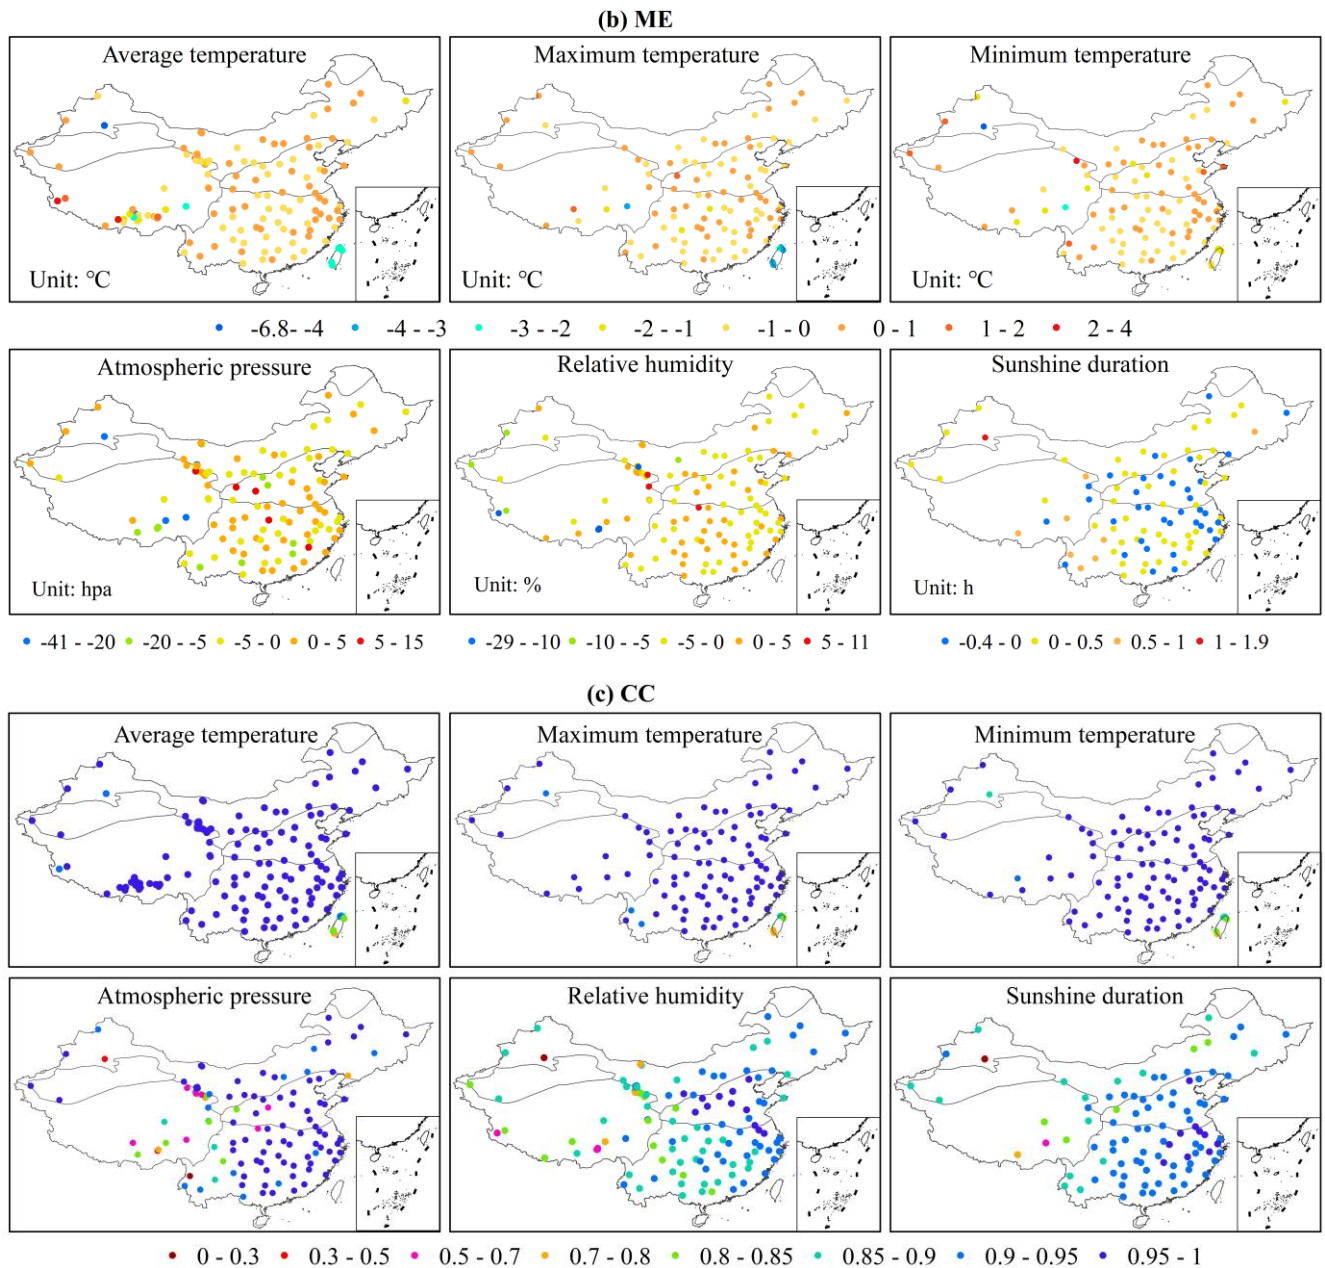 (b) ME
Average temperature
Maximum temperature
Minimum temperature
Unit: °C
Unit: °C
Unit: °C
-6.8--4 -4--3 -3--2 -2--1 -1-0 0-1 1-2 2-4
Atmospheric pressure
Relative humidity
Sunshine duration
Unit: hpa
Unit: %
Unit: h
-41--20 -20--5 -5-0 0-5 5-15
-29--10 -10--5 -5-0 0-5 5-11
-0.4-0 0-0.5 0.5-1 1-1.9
(c) CC
Average temperature
Maximum temperature
Minimum temperature
Atmospheric pressure
Relative humidity
Sunshine duration
0-0.3 0.3-0.5 0.5-0.7 0.7-0.8 0.8-0.85 0.85-0.9 0.9-0.95 0.95-1